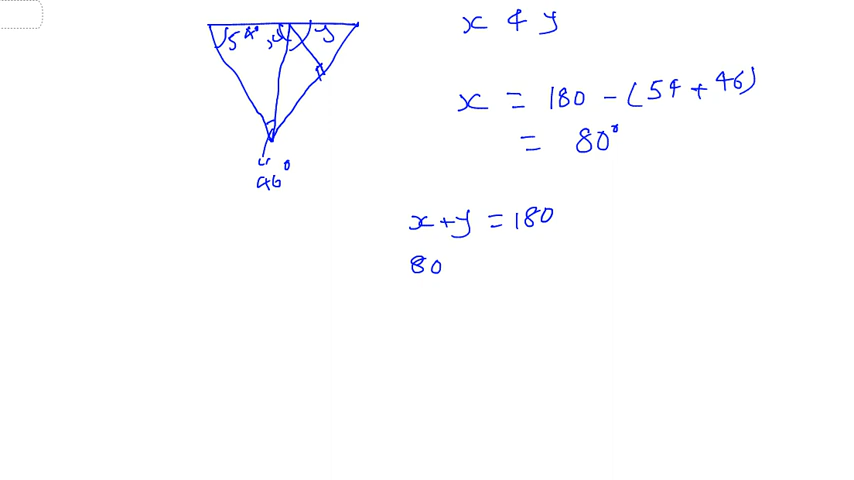 x & y
54° x y
x = 180 - (54 + 46)
= 80°
46°
x + y = 180
80